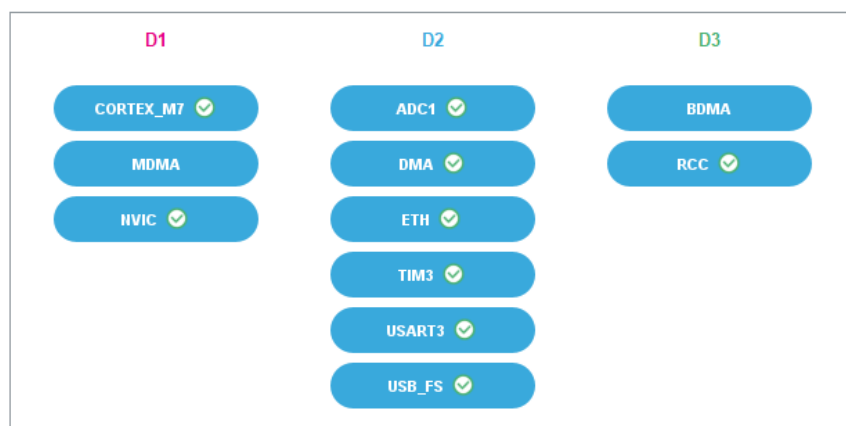 D1 D2 D3
CORTEX_M7 ADC1 BDMA
MDMA DMA RCC
NVIC ETH
TIM3
USART3
USB_FS